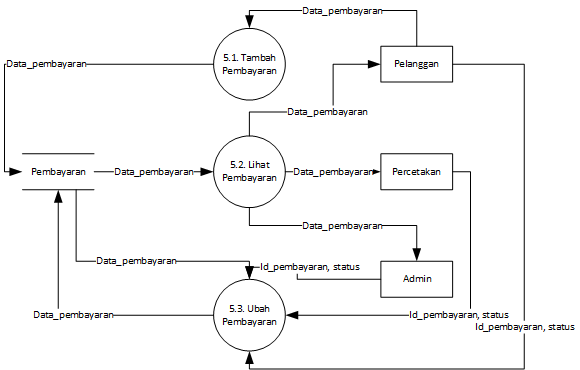 Data_pembayaran
5.1. Tambah
Pembayaran
Pelanggan
Data_pembayaran
Data_pembayaran
5.2. Lihat
Pembayaran
Pembayaran
Data_pembayaran
Data_pembayaran
Percetakan
Data_pembayaran
Data_pembayaran
Id_pembayaran, status
Admin
5.3. Ubah
Pembayaran
Data_pembayaran
Id_pembayaran, status
Id_pembayaran, status